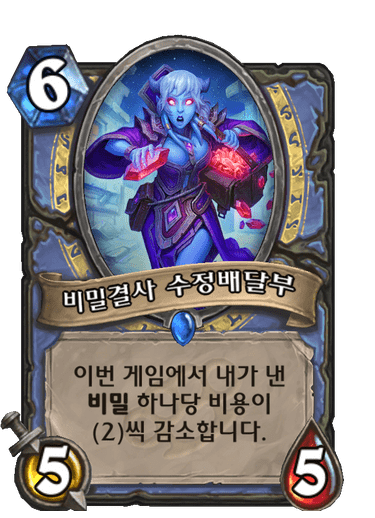 6
비밀결사 수정배달부
이번 게임에서 내가 낸
비밀 하나당 비용이
(2)씩 감소합니다.
5
5